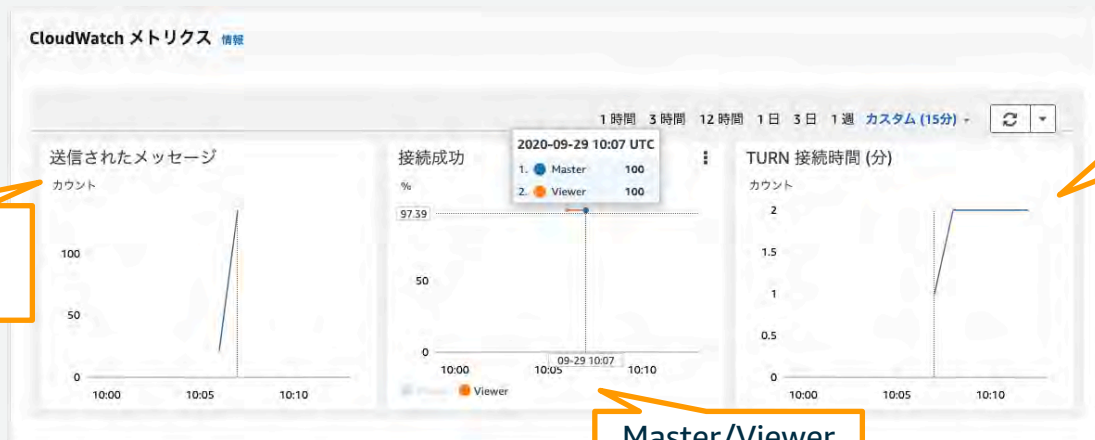 CloudWatch メトリクス 情報
1 時間 3 時間 12 時間 1 日 3 日 1 週 カスタム (15分)
送信されたメッセージ
カウント
100
50
0
10:00 10:05 10:10
接続成功
%
97.39
50
0
10:00 10:05 10:10
09-29 10:07
Viewer
2020-09-29 10:07 UTC
1. Master 100
2. Viewer 100
TURN 接続時間 (分)
カウント
2
1.5
1
0.5
0
10:00 10:05 10:10
Master/Viewer